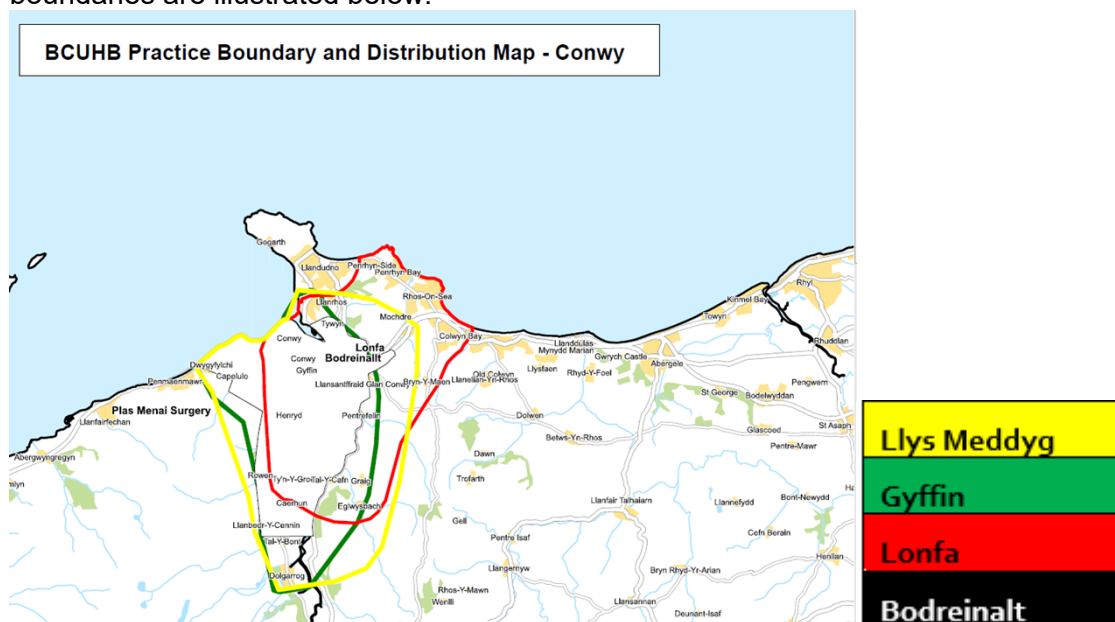 boundaries are illustrated below.
BCUHB Practice Boundary and Distribution Map - Conwy
Gogarth
Llandudno
Penrhyn-Side
Penrhyn Bay
Rhos-On-Sea
Llanrhos
Tywyn
Mochdre
Conwy
Lonfa
Bodreinallt
Colwyn Bay
Conwy
Gyffin
Dwygyfylchi
Capelulo
Penmaenmawr
Llansantffraid Glan Conwy
Bryn-Y-Maen
Llanelian-Yn-Rhos
Old Colwyn
Llysfaen
Llanddulas
Mynydd Marian
Rhyd-Y-Foel
Gwrych Castle
Abergele
Towyn
Kinmel Bay
Rhyl
Rhuddlan
Pengwern
St George
Bodelwyddan
St Asaph
Glascoed
Pentre-Mawr
Plas Menai Surgery
Llanfairfechan
Abergwyngregyn
Henryd
Pentrefelin
Dolwen
Betws-Yn-Rhos
Dawn
Trofarth
Rowen
Ty'n-Y-Groes
Tal-Y-Cafn
Graig
Caerhun
Eglwysbach
Llanbedr-Y-Cennin
Tal-Y-Bont
Dolgarrog
Gell
Pentre Isaf
Llangernyw
Llanfair Talhaiarn
Llannefydd
Bont-Newydd
Cefn Berain
Henllan
Bryn Rhyd-Yr-Arian
Rhos-Y-Mawn
Llansannan
Deunant-Isaf
Llys Meddyg
Gyffin
Lonfa
Bodreinalt